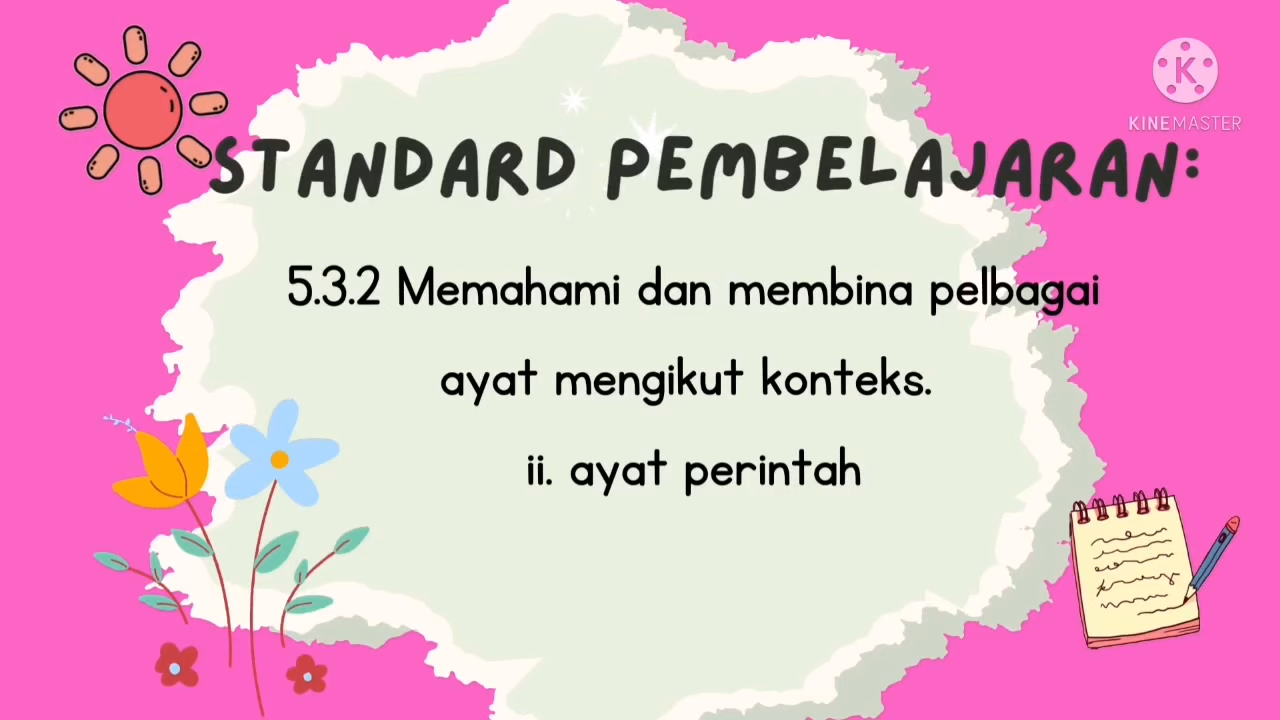 K
KINEMASTER
STANDARD PEMBELAJARAN:
5.3.2 Memahami dan membina pelbagai
ayat mengikut konteks.
ii. ayat perintah